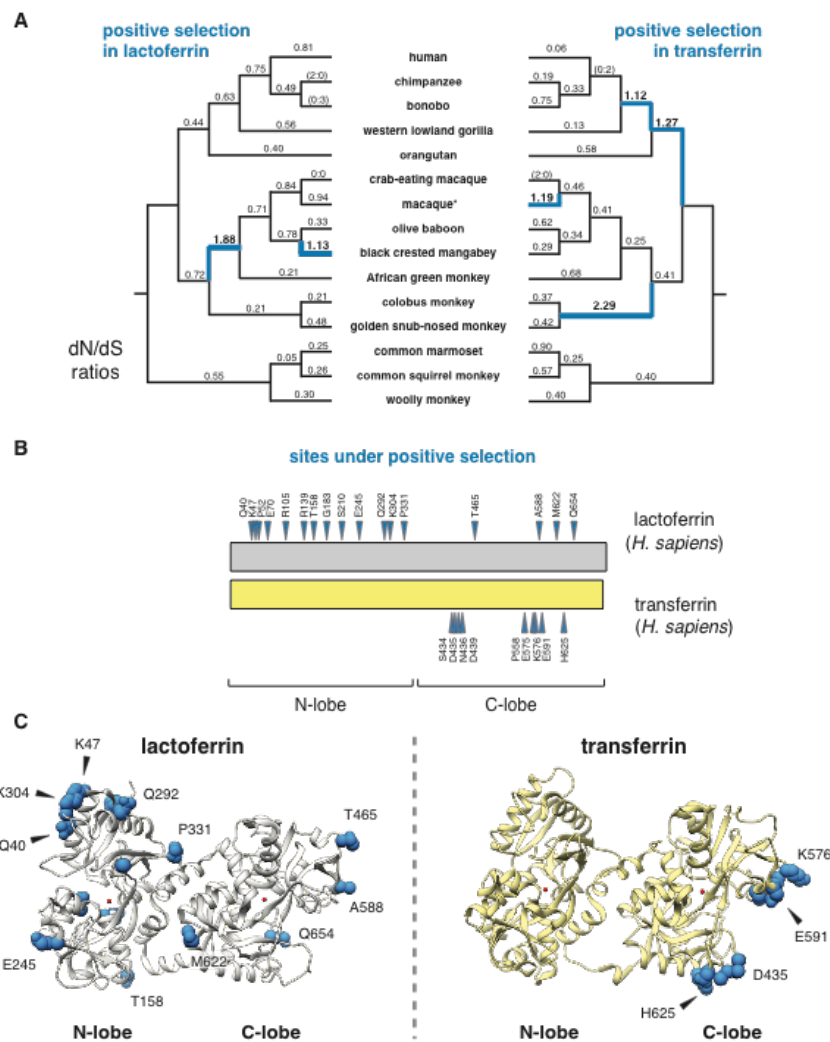 A
positive selection
in lactoferrin
positive selection
in transferrin
0.81
human
0.06
0.75
(2:0)
chimpanzee
0.19
(0:2)
0.49
0.33
0.63
(0:3)
bonobo
0.75
1.12
0.44
0.56
western lowland gorilla
0.13
1.27
0.40
orangutan
0.58
0:0
crab-eating macaque
(2:0)
0.84
0.46
0.94
macaque*
1.19
0.71
0.41
0.33
olive baboon
0.62
0.78
0.34
1.88
1.13
black crested mangabey
0.29
0.25
0.72
0.21
African green monkey
0.68
0.41
0.21
colobus monkey
0.37
0.21
2.29
0.48
golden snub-nosed monkey
0.42
dN/dS
ratios
0.25
common marmoset
0.90
0.05
0.25
0.55
0.26
common squirrel monkey
0.57
0.40
0.30
woolly monkey
0.40
B
sites under positive selection
Q40
K47
P52
E70
R105
R139
T158
G183
S210
E245
Q292
K304
P331
T465
A588
M622
Q654
lactoferrin
(H. sapiens)
transferrin
(H. sapiens)
S434
D435
N436
D439
P558
E575
K576
E591
H625
N-lobe
C-lobe
C
lactoferrin
transferrin
K47
K304
Q292
Q40
P331
T465
A588
Q654
M622
E245
T158
K576
E591
D435
H625
N-lobe
C-lobe
N-lobe
C-lobe